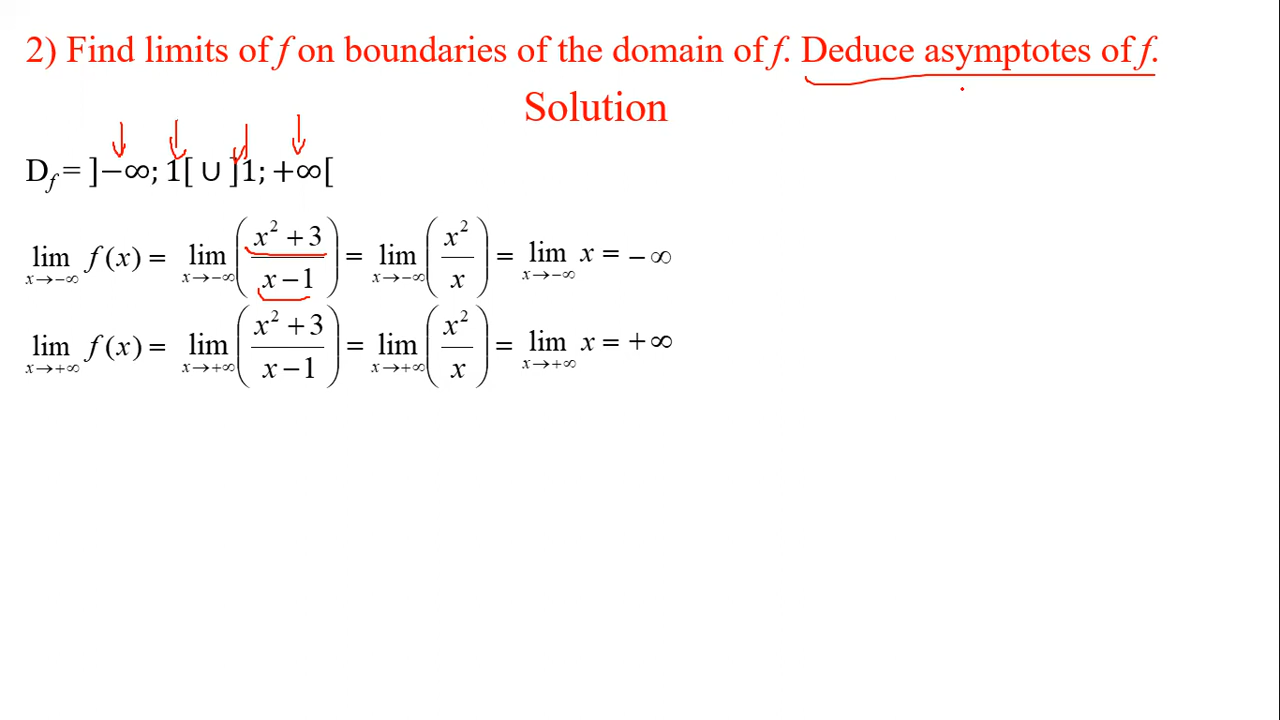 2) Find limits of f on boundaries of the domain of f. Deduce asymptotes of f.
Solution
D_f = ]−∞; 1[ ∪ ]1; +∞[
lim_{x→−∞} f(x) = lim_{x→−∞} ((x² + 3)/(x − 1)) = lim_{x→−∞} (x²/x) = lim_{x→−∞} x = −∞
lim_{x→+∞} f(x) = lim_{x→+∞} ((x² + 3)/(x − 1)) = lim_{x→+∞} (x²/x) = lim_{x→+∞} x = +∞